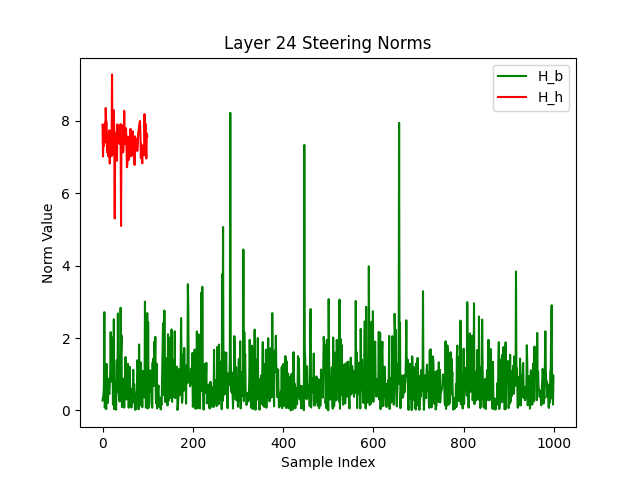 Layer 24 Steering Norms
H_b
H_h
Norm Value
8
6
4
2
0
0 200 400 600 800 1000
Sample Index